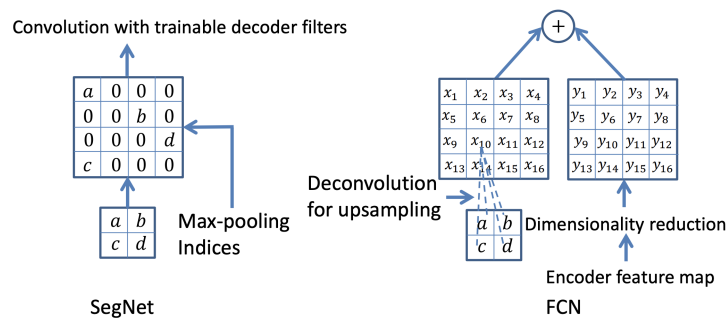 Convolution with trainable decoder filters
a 0 0 0
0 0 b 0
0 0 0 d
c 0 0 0
a b
c d
Max-pooling
Indices
SegNet
+
x₁ x₂ x₃ x₄
x₅ x₆ x₇ x₈
x₉ x₁₀ x₁₁ x₁₂
x₁₃ x₁₄ x₁₅ x₁₆
y₁ y₂ y₃ y₄
y₅ y₆ y₇ y₈
y₉ y₁₀ y₁₁ y₁₂
y₁₃ y₁₄ y₁₅ y₁₆
Deconvolution
for upsampling
a b
c d
Dimensionality reduction
Encoder feature map
FCN